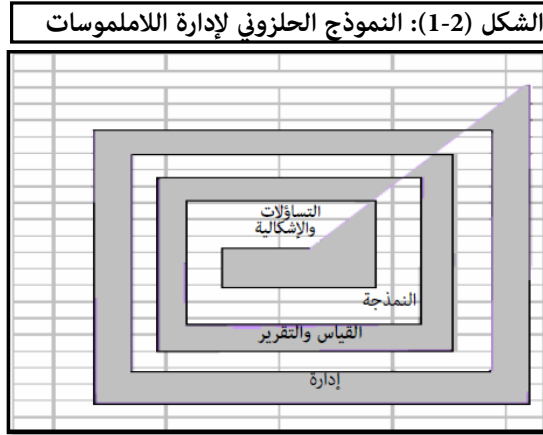 الشكل (2-1): النموذج الحلزوني لإدارة اللاملموسات
التساؤلات
والإشكالية
النمذجة
القياس والتقرير
إدارة